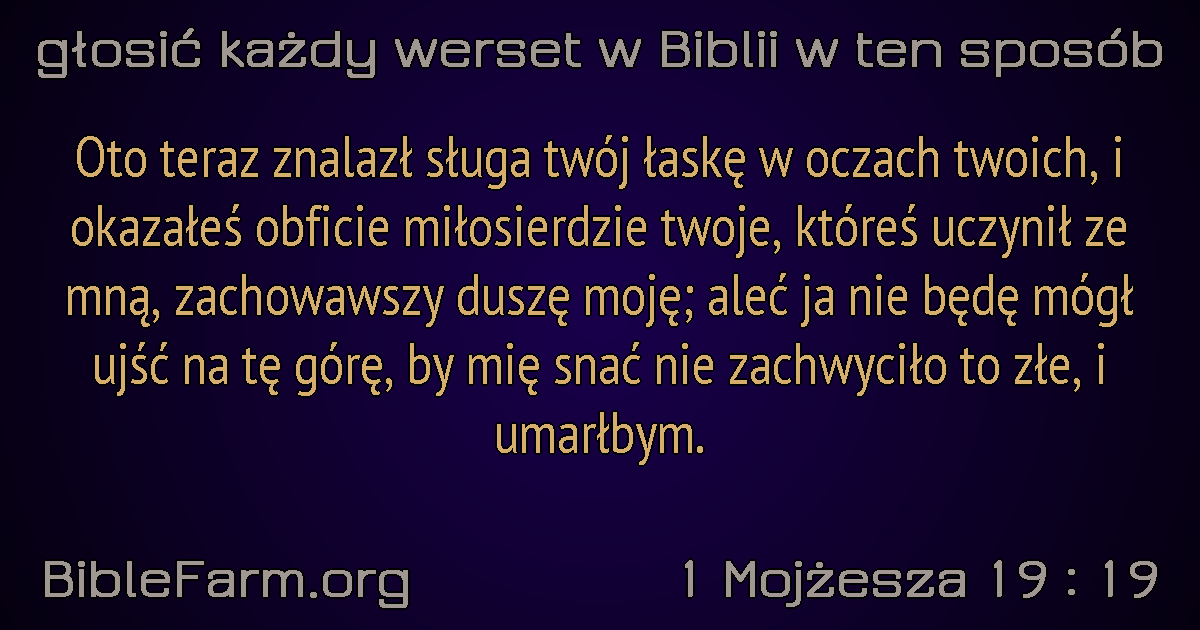 głosić każdy werset w Biblii w ten sposób
Oto teraz znalazł sługa twój łaskę w oczach twoich, i
okazałeś obficie miłosierdzie twoje, któreś uczynił ze
mną, zachowawszy duszę moję; aleć ja nie będę mógł
ujść na tę górę, by mię snać nie zachwyciło to złe, i
umarłbym.
BibleFarm.org
1 Mojżesza 19 : 19